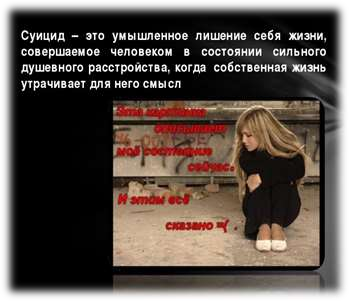 Суицид – это умышленное лишение себя жизни,
совершаемое человеком в состоянии сильного
душевного расстройства, когда собственная жизнь
утрачивает для него смысл
Эта картинка
описывает
моё состояние
сейчас.
И этим всё
сказано =(